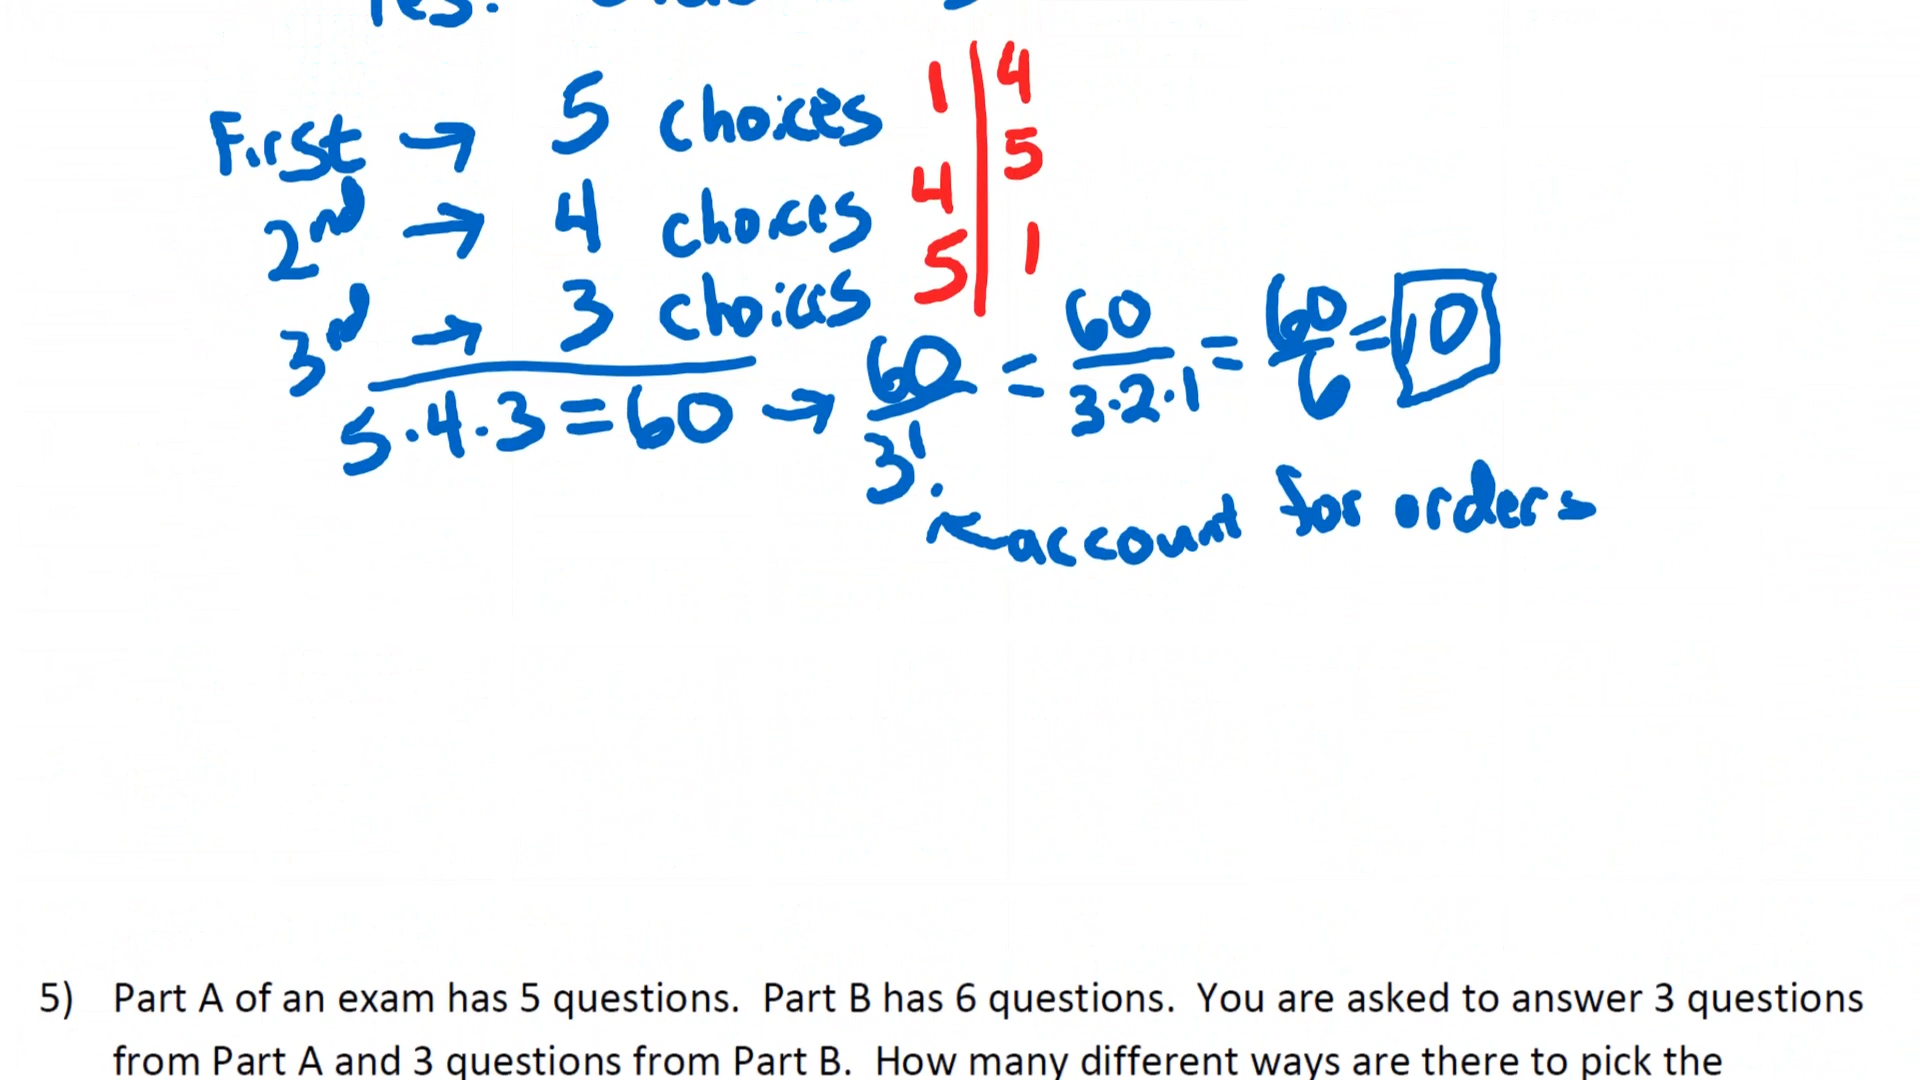 Yes.
First → 5 choices
2nd → 4 choices
3rd → 3 choices
1 | 4
4 | 5
5 | 1
5·4·3=60 → 60/3! = 60/3·2·1 = 60/6 = 10
account for orders
5) Part A of an exam has 5 questions. Part B has 6 questions. You are asked to answer 3 questions
from Part A and 3 questions from Part B. How many different ways are there to pick the